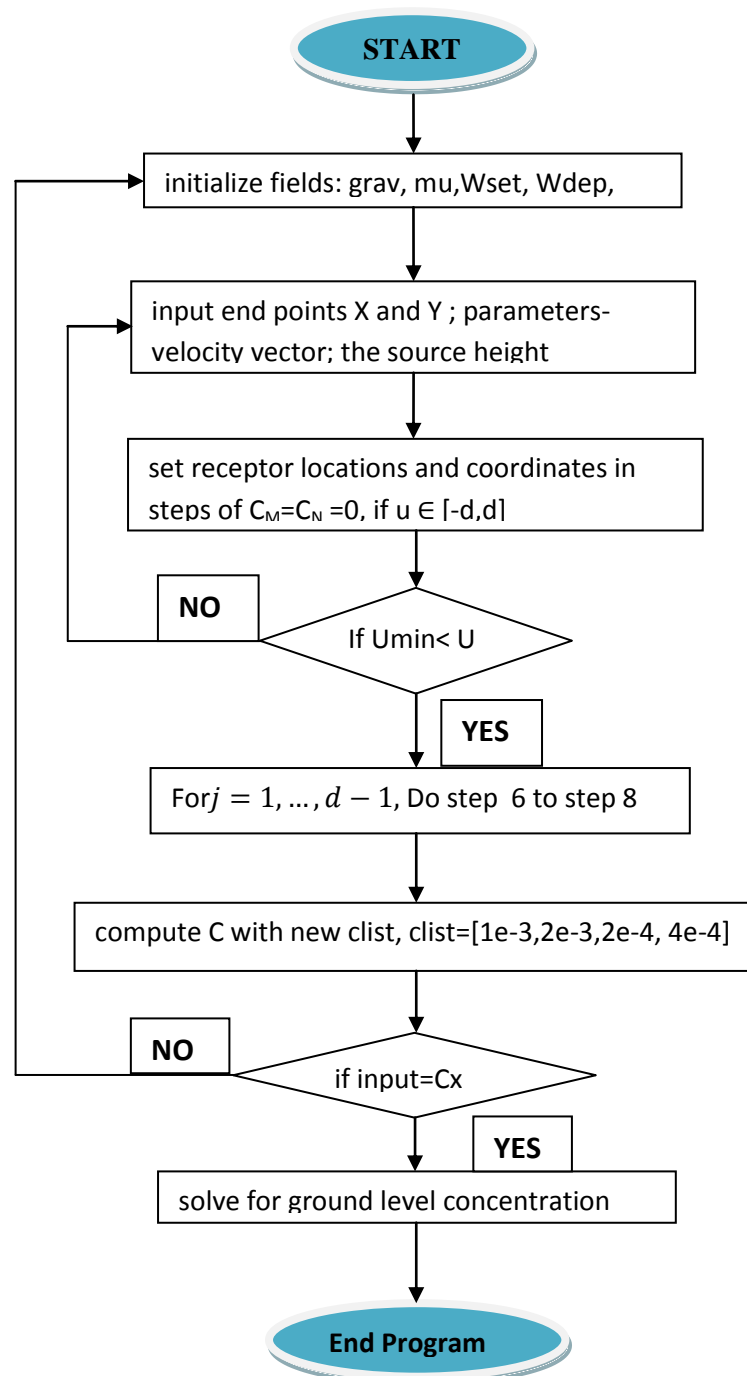 START
initialize fields: grav, mu,Wset, Wdep,
input end points X and Y ; parameters-
velocity vector; the source height
set receptor locations and coordinates in
steps of C_M=C_N =0, if u ∈ [-d,d]
NO
If Umin< U
YES
Forj = 1, … , d − 1, Do step 6 to step 8
compute C with new clist, clist=[1e-3,2e-3,2e-4, 4e-4]
NO
if input=Cx
YES
solve for ground level concentration
End Program